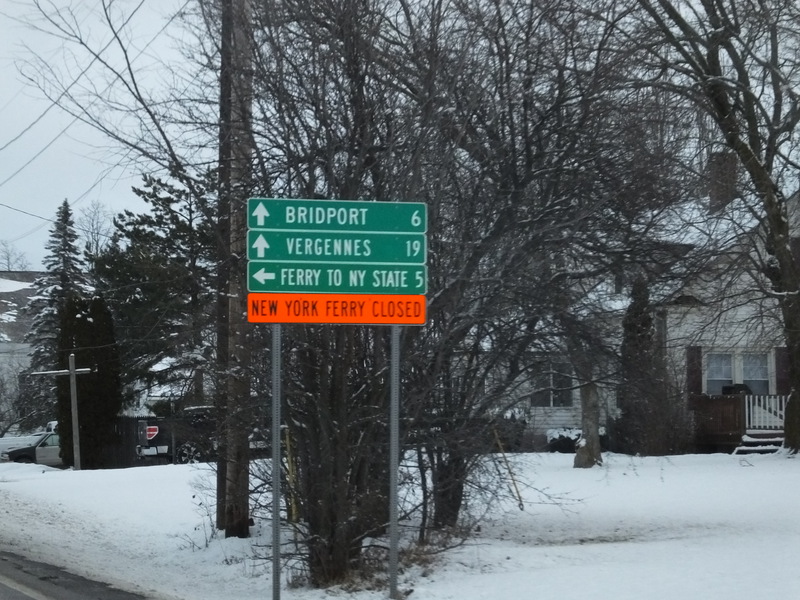 BRIDPORT 6
VERGENNES 19
FERRY TO NY STATE 5
NEW YORK FERRY CLOSED